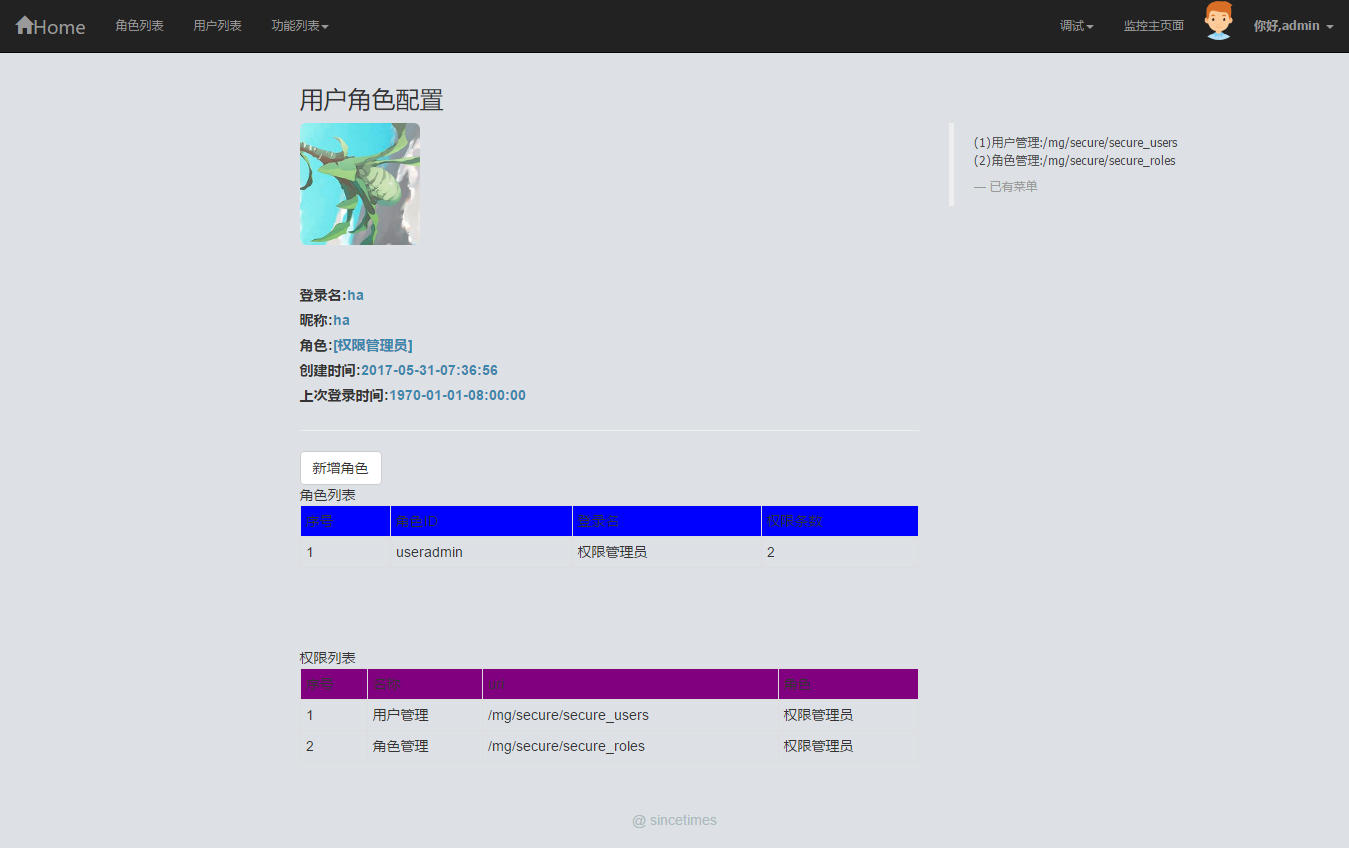 Home 角色列表 用户列表 功能列表 调试 监控主页面 你好,admin
用户角色配置
(1)用户管理:/mg/secure/secure_users
(2)角色管理:/mg/secure/secure_roles
— 已有菜单
登录名:ha
昵称:ha
角色:[权限管理员]
创建时间:2017-05-31-07:36:56
上次登录时间:1970-01-01-08:00:00
新增角色
角色列表
序号 角色ID 登录名 权限条数
1 useradmin 权限管理员 2
权限列表
url
1 用户管理 /mg/secure/secure_users 权限管理员
2 角色管理 /mg/secure/secure_roles 权限管理员
@ sincetimes